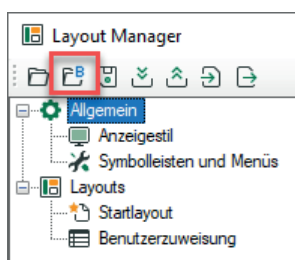 Layout Manager
B
Allgemein
Anzeigestil
Symbolleisten und Menüs
Layouts
Startlayout
Benutzerzuweisung